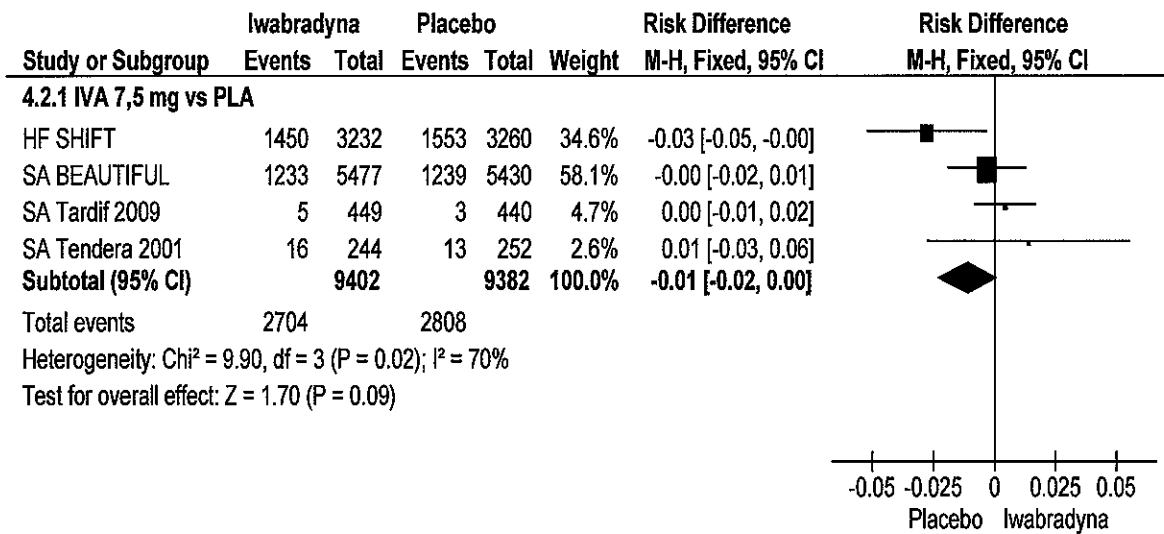 Iwabradyna Placebo Risk Difference Risk Difference
Study or Subgroup Events Total Events Total Weight M-H, Fixed, 95% CI M-H, Fixed, 95% CI
4.2.1 IVA 7,5 mg vs PLA
HF SHIFT 1450 3232 1553 3260 34.6% -0.03 [-0.05, -0.00]
SA BEAUTIFUL 1233 5477 1239 5430 58.1% -0.00 [-0.02, 0.01]
SA Tardif 2009 5 449 3 440 4.7% 0.00 [-0.01, 0.02]
SA Tendera 2001 16 244 13 252 2.6% 0.01 [-0.03, 0.06]
Subtotal (95% CI) 9402 9382 100.0% -0.01 [-0.02, 0.00]
Total events 2704 2808
Heterogeneity: Chi² = 9.90, df = 3 (P = 0.02); I² = 70%
Test for overall effect: Z = 1.70 (P = 0.09)
-0.05 -0.025 0 0.025 0.05
Placebo Iwabradyna